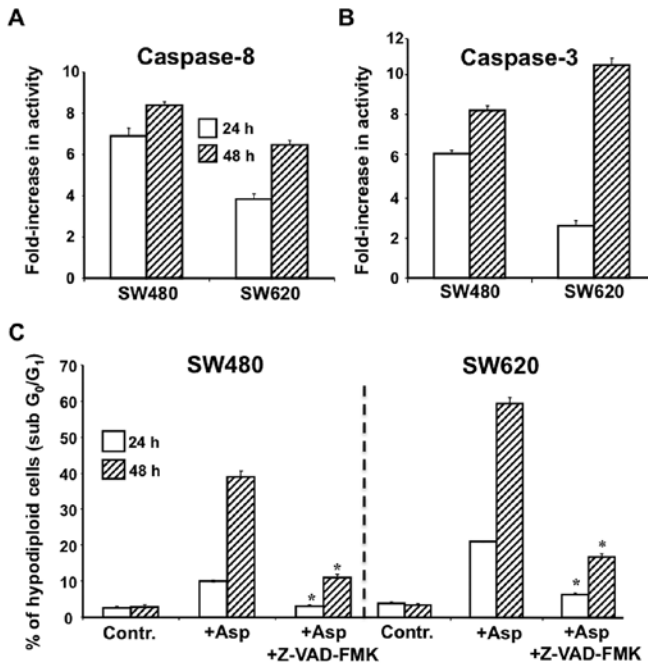 A
Caspase-8
Fold-increase in activity
10
8
6
4
2
0
24 h
48 h
SW480
SW620
B
Caspase-3
Fold-increase in activity
12
10
8
6
4
2
0
SW480
SW620
C
SW480
SW620
% of hypodiploid cells (sub G₀/G₁)
70
60
50
40
30
20
10
0
24 h
48 h
*
*
*
*
Contr.
+Asp
+Asp
+Z-VAD-FMK
Contr.
+Asp
+Asp
+Z-VAD-FMK